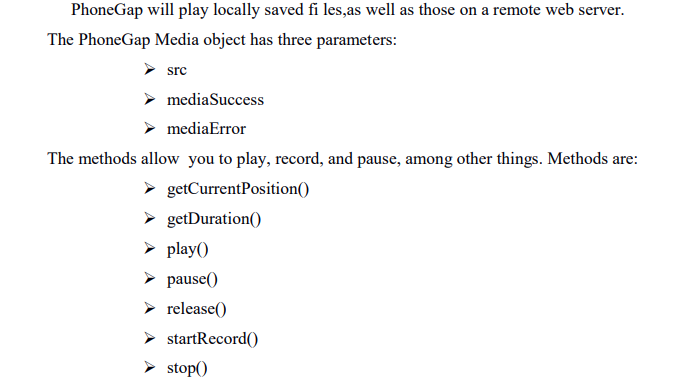 PhoneGap will play locally saved fi les,as well as those on a remote web server.
The PhoneGap Media object has three parameters:
➢ src
➢ mediaSuccess
➢ mediaError
The methods allow  you to play, record, and pause, among other things. Methods are:
➢ getCurrentPosition()
➢ getDuration()
➢ play()
➢ pause()
➢ release()
➢ startRecord()
➢ stop()